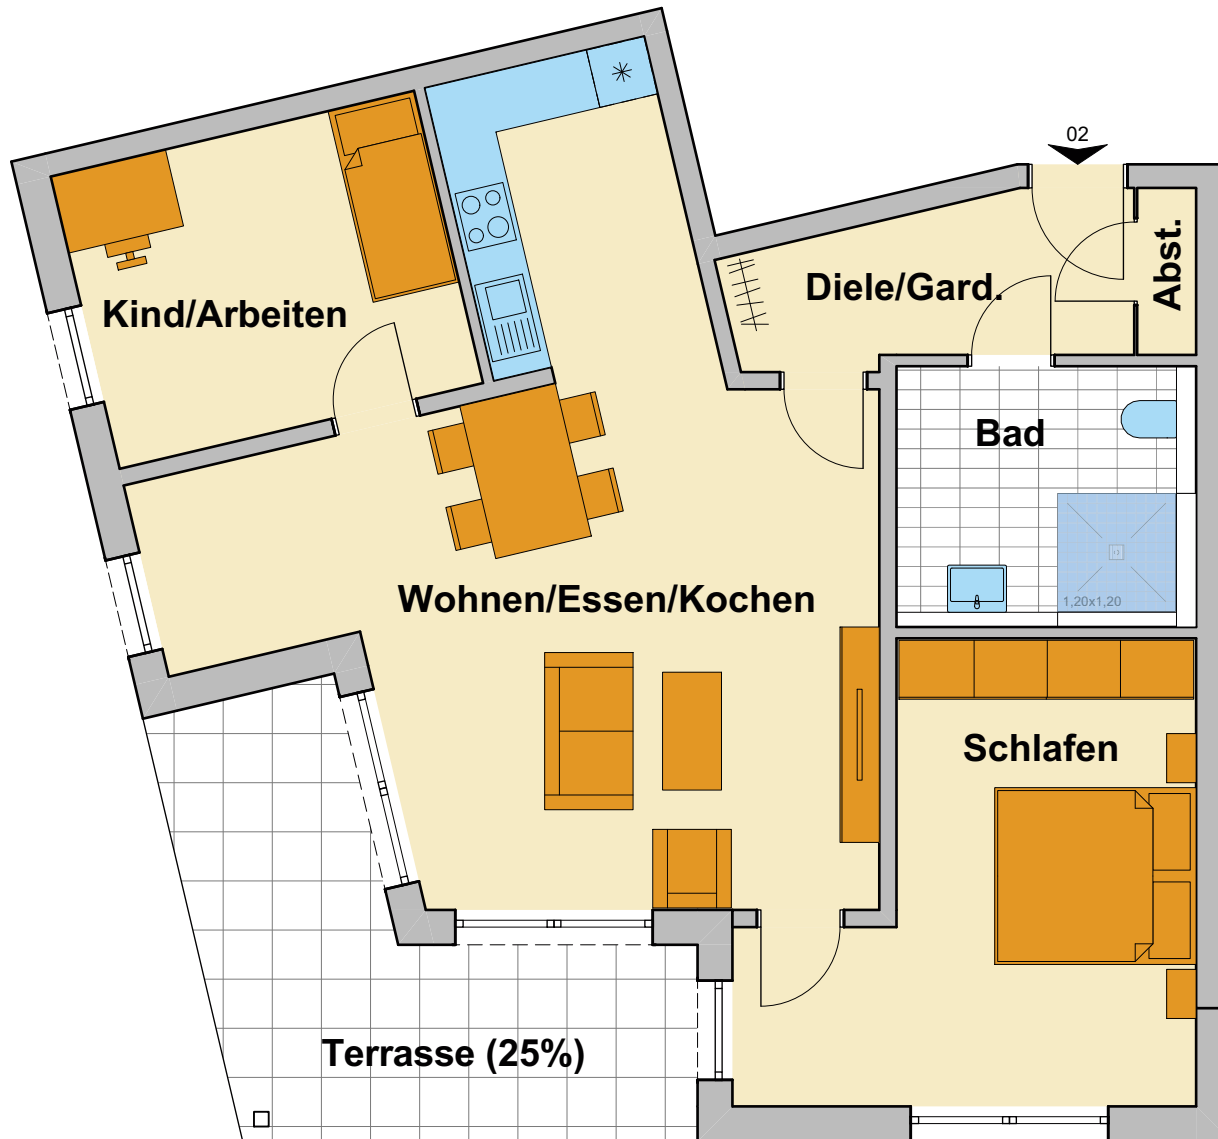 02
Diele/Gard.
Abst.
Kind/Arbeiten
Bad
Wohnen/Essen/Kochen
1,20x1,20
Schlafen
Terrasse (25%)